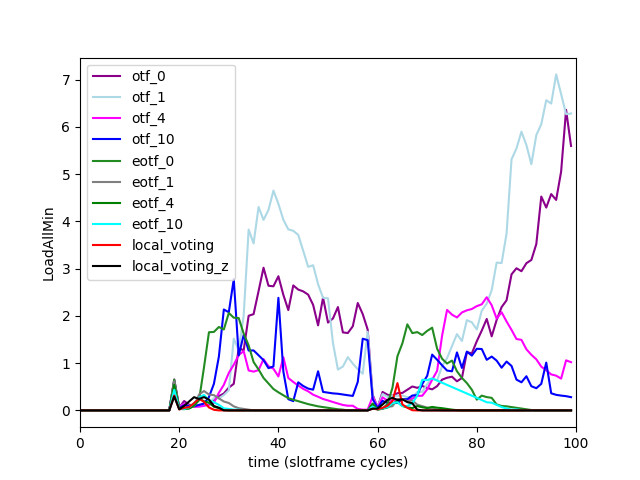 otf_0
otf_1
otf_4
otf_10
eotf_0
eotf_1
eotf_4
eotf_10
local_voting
local_voting_z
7
6
5
4
3
2
1
0
LoadAllMin
0 20 40 60 80 100
time (slotframe cycles)